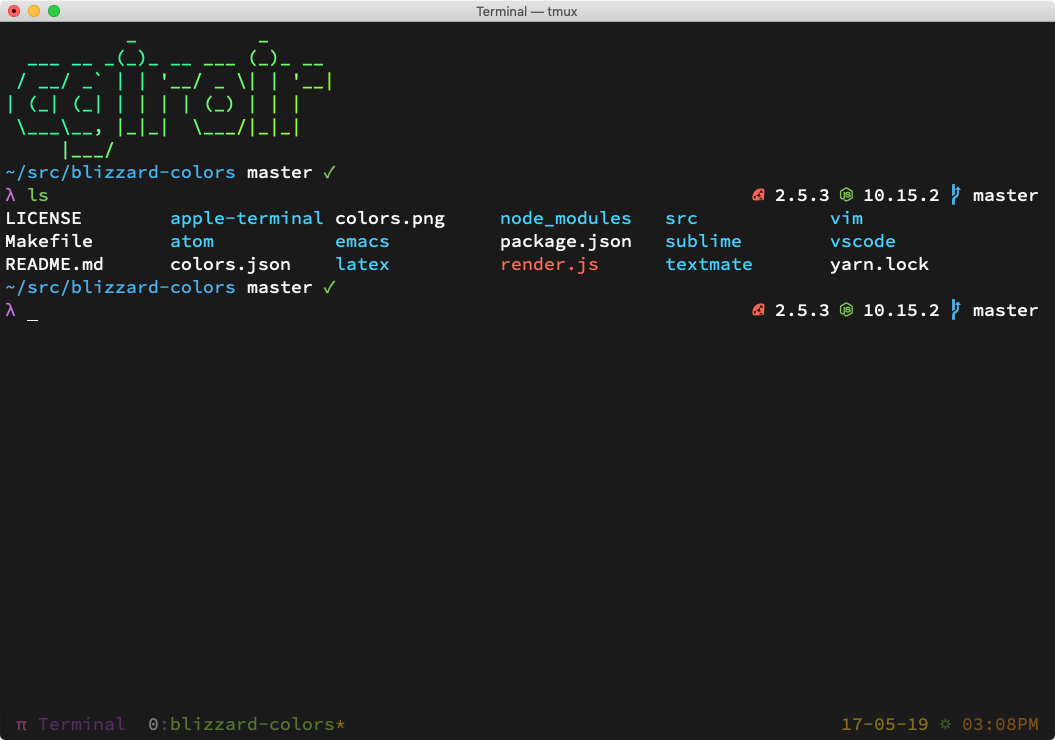 Terminal — tmux
cgjroir
~/src/blizzard-colors master ✓
λ ls 2.5.3 10.15.2 master
LICENSE apple-terminal colors.png node_modules src vim
Makefile atom emacs package.json sublime vscode
README.md colors.json latex render.js textmate yarn.lock
~/src/blizzard-colors master ✓
λ _ 2.5.3 10.15.2 master
π Terminal 0:blizzard-colors* 17-05-19 ☼ 03:08PM